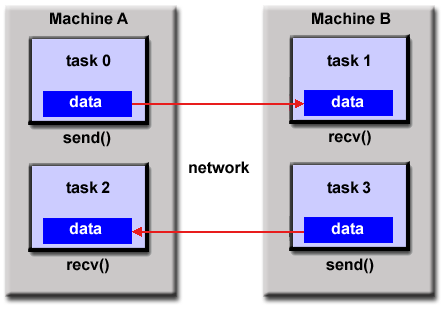 Machine A
Machine B
task 0
data
send()
task 1
data
recv()
network
task 2
data
recv()
task 3
data
send()